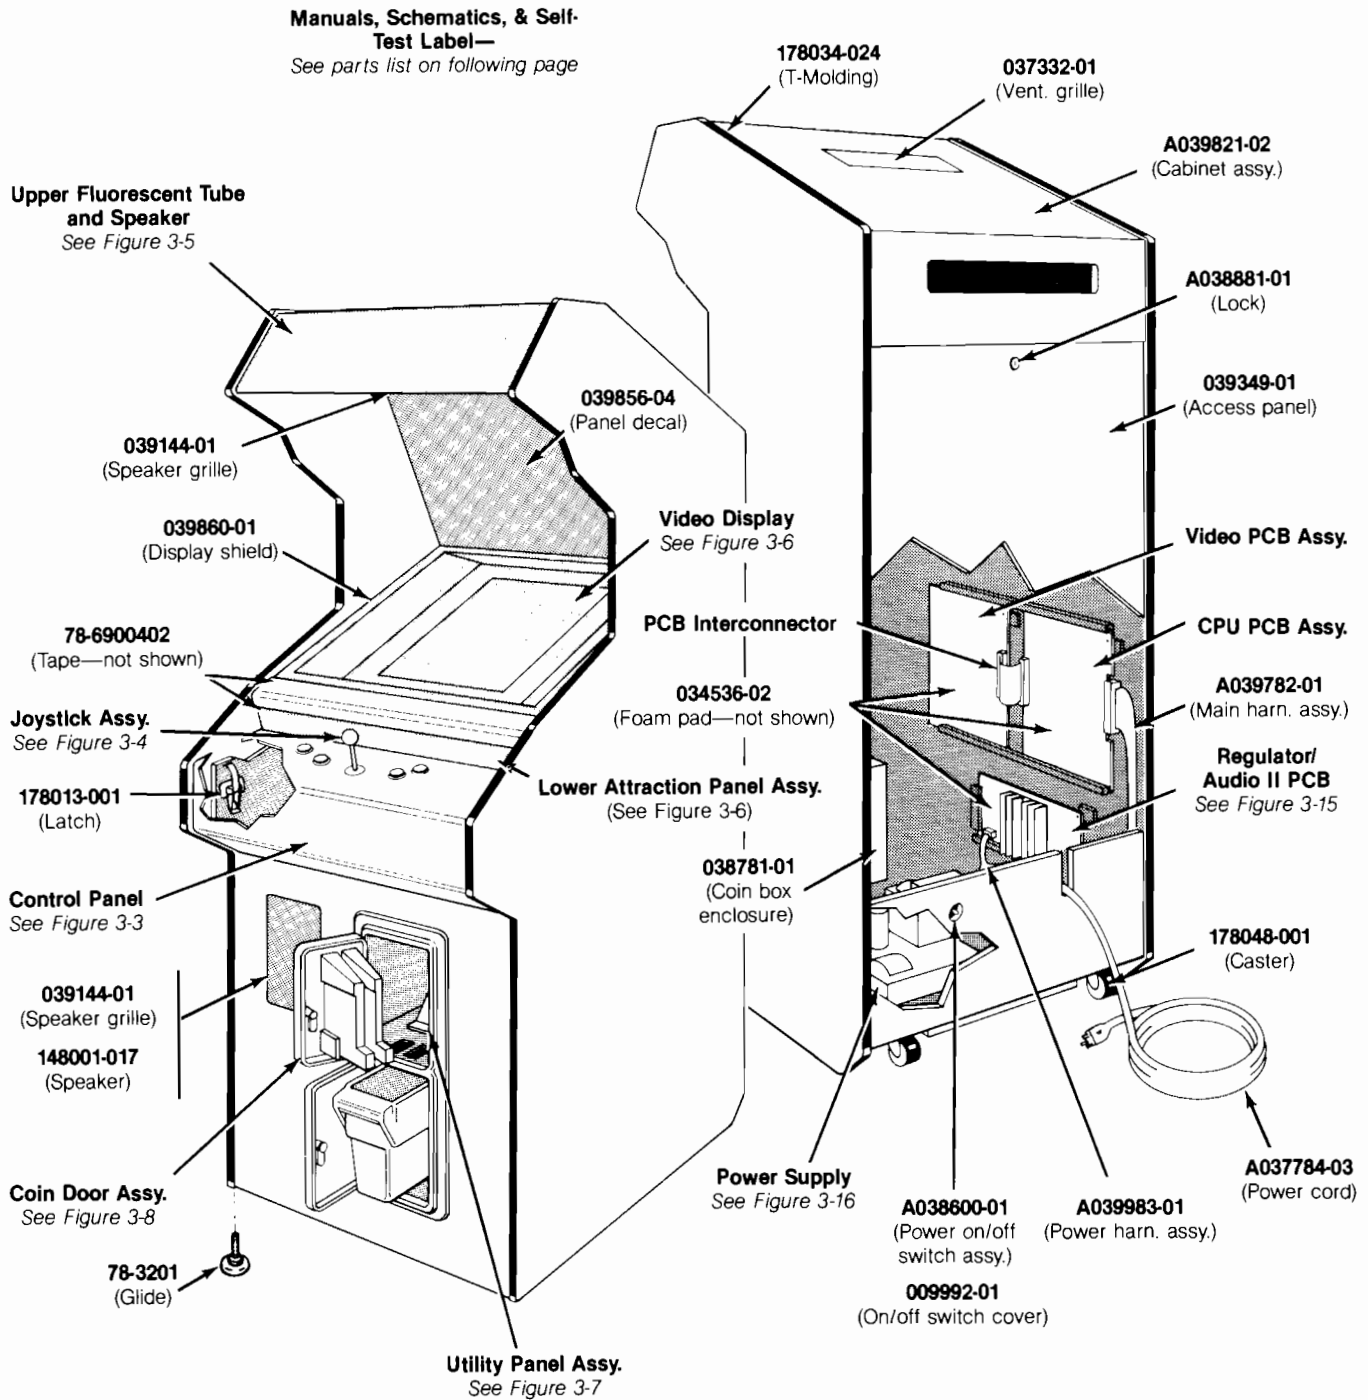 Manuals, Schematics, & Self-
Test Label—
See parts list on following page
178034-024
(T-Molding)
037332-01
(Vent. grille)
A039821-02
(Cabinet assy.)
Upper Fluorescent Tube
and Speaker
See Figure 3-5
A038881-01
(Lock)
039856-04
(Panel decal)
039349-01
(Access panel)
039144-01
(Speaker grille)
039860-01
(Display shield)
Video Display
See Figure 3-6
Video PCB Assy.
78-6900402
(Tape—not shown)
PCB Interconnector
CPU PCB Assy.
034536-02
(Foam pad—not shown)
A039782-01
(Main harn. assy.)
Joystick Assy.
See Figure 3-4
Regulator/
Audio II PCB
See Figure 3-15
178013-001
(Latch)
Lower Attraction Panel Assy.
(See Figure 3-6)
038781-01
(Coin box
enclosure)
Control Panel
See Figure 3-3
178048-001
(Caster)
039144-01
(Speaker grille)
148001-017
(Speaker)
Coin Door Assy.
See Figure 3-8
Power Supply
See Figure 3-16
A038600-01
(Power on/off
switch assy.)
009992-01
(On/off switch cover)
A039983-01
(Power harn. assy.)
A037784-03
(Power cord)
78-3201
(Glide)
Utility Panel Assy.
See Figure 3-7